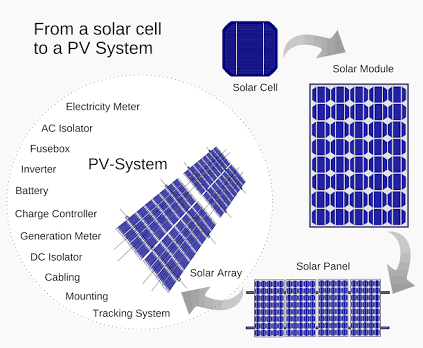 From a solar cell
to a PV System
Solar Cell
Solar Module
Electricity Meter
AC Isolator
Fusebox
PV-System
Inverter
Battery
Charge Controller
Generation Meter
DC Isolator
Solar Array
Solar Panel
Cabling
Mounting
Tracking System